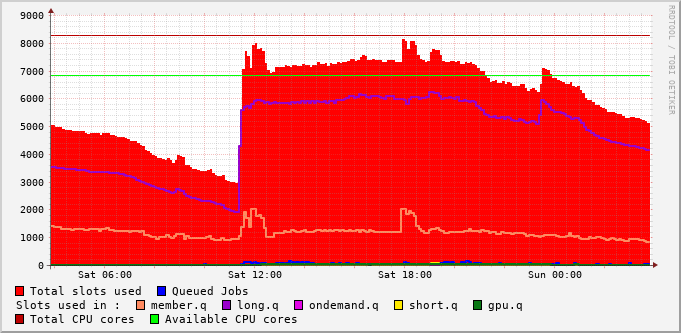 9000
8000
7000
6000
5000
4000
3000
2000
1000
0
Sat 06:00 Sat 12:00 Sat 18:00 Sun 00:00
RRDTOOL / TOBI OETIKER
Total slots used Queued Jobs
Slots used in : member.q long.q ondemand.q short.q gpu.q
Total CPU cores Available CPU cores